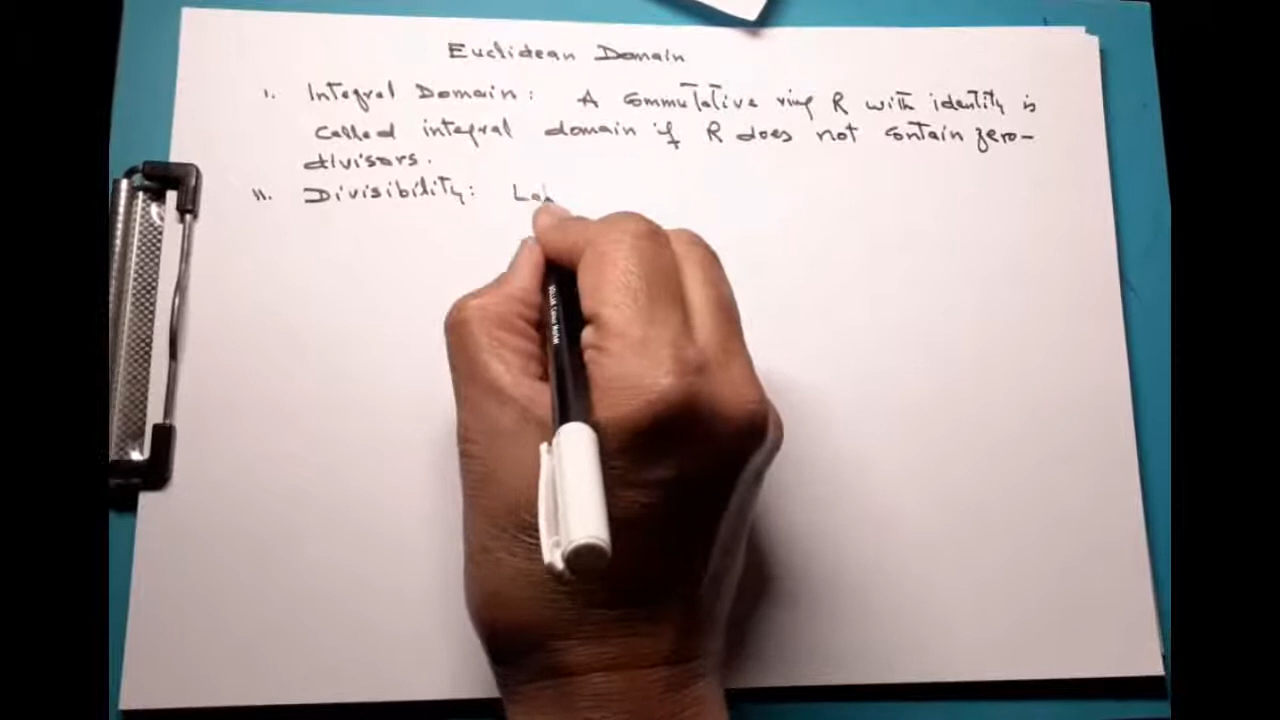 Euclidean Domain
i. Integral Domain: A commutative ring R with identity is
called integral domain if R does not contain zero-
divisors.
ii. Divisibility: Let